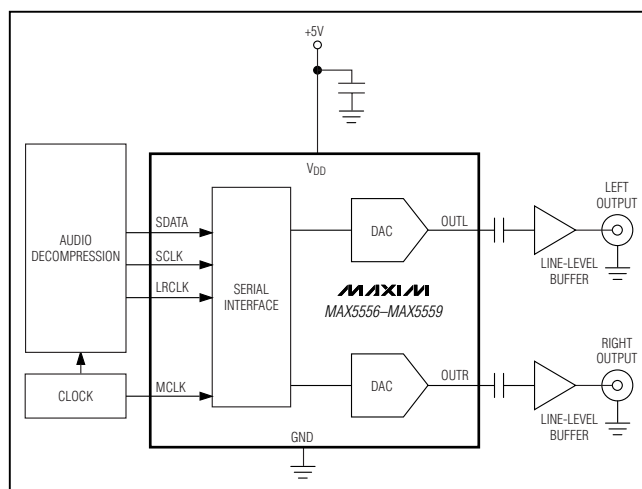 +5V
VDD
AUDIO
DECOMPRESSION
SDATA
SCLK
LRCLK
SERIAL
INTERFACE
DAC
OUTL
LINE-LEVEL
BUFFER
LEFT
OUTPUT
MAXIM
MAX5556–MAX5559
CLOCK
MCLK
DAC
OUTR
LINE-LEVEL
BUFFER
RIGHT
OUTPUT
GND